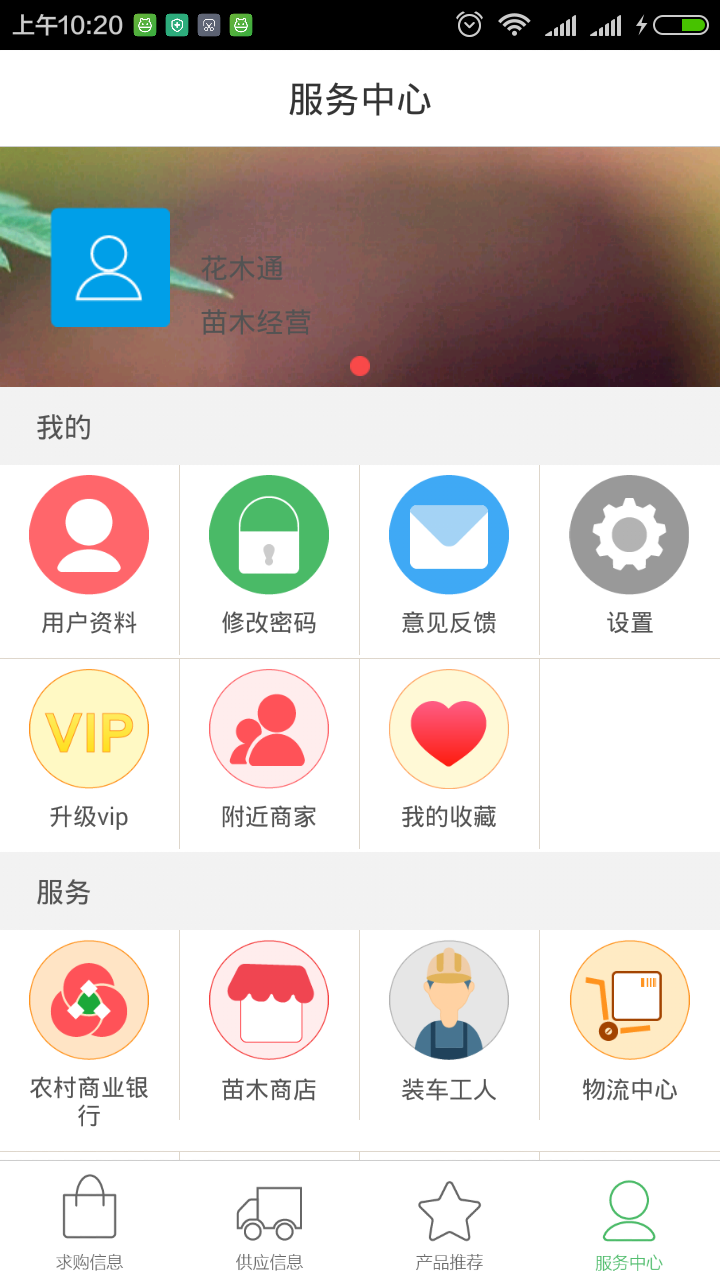 上午10:20
服务中心
花木通
苗木经营
我的
用户资料
修改密码
意见反馈
设置
VIP
升级vip
附近商家
我的收藏
服务
农村商业银
行
苗木商店
装车工人
物流中心
求购信息
供应信息
产品推荐
服务中心